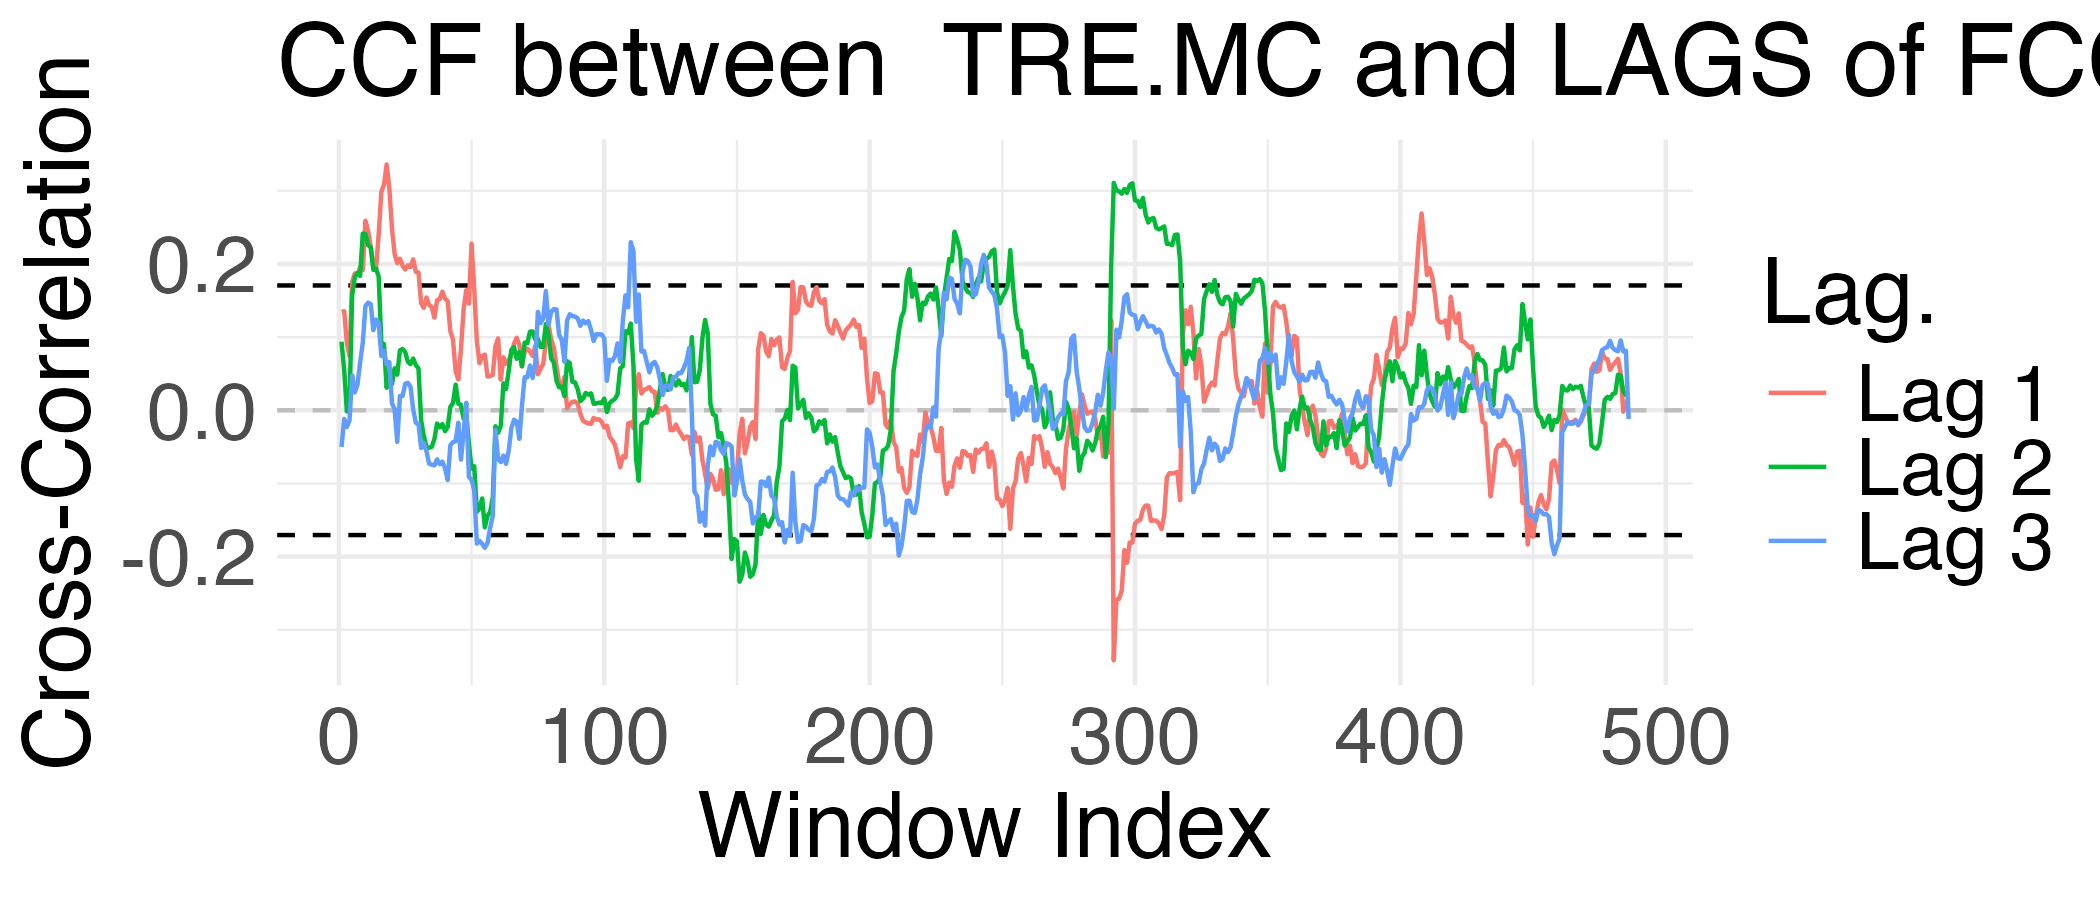 CCF between TRE.MC and LAGS of
Cross-Correlation
0.2
0.0
-0.2
0 100 200 300 400 500
Window Index
Lag.
Lag 1
Lag 2
Lag 3